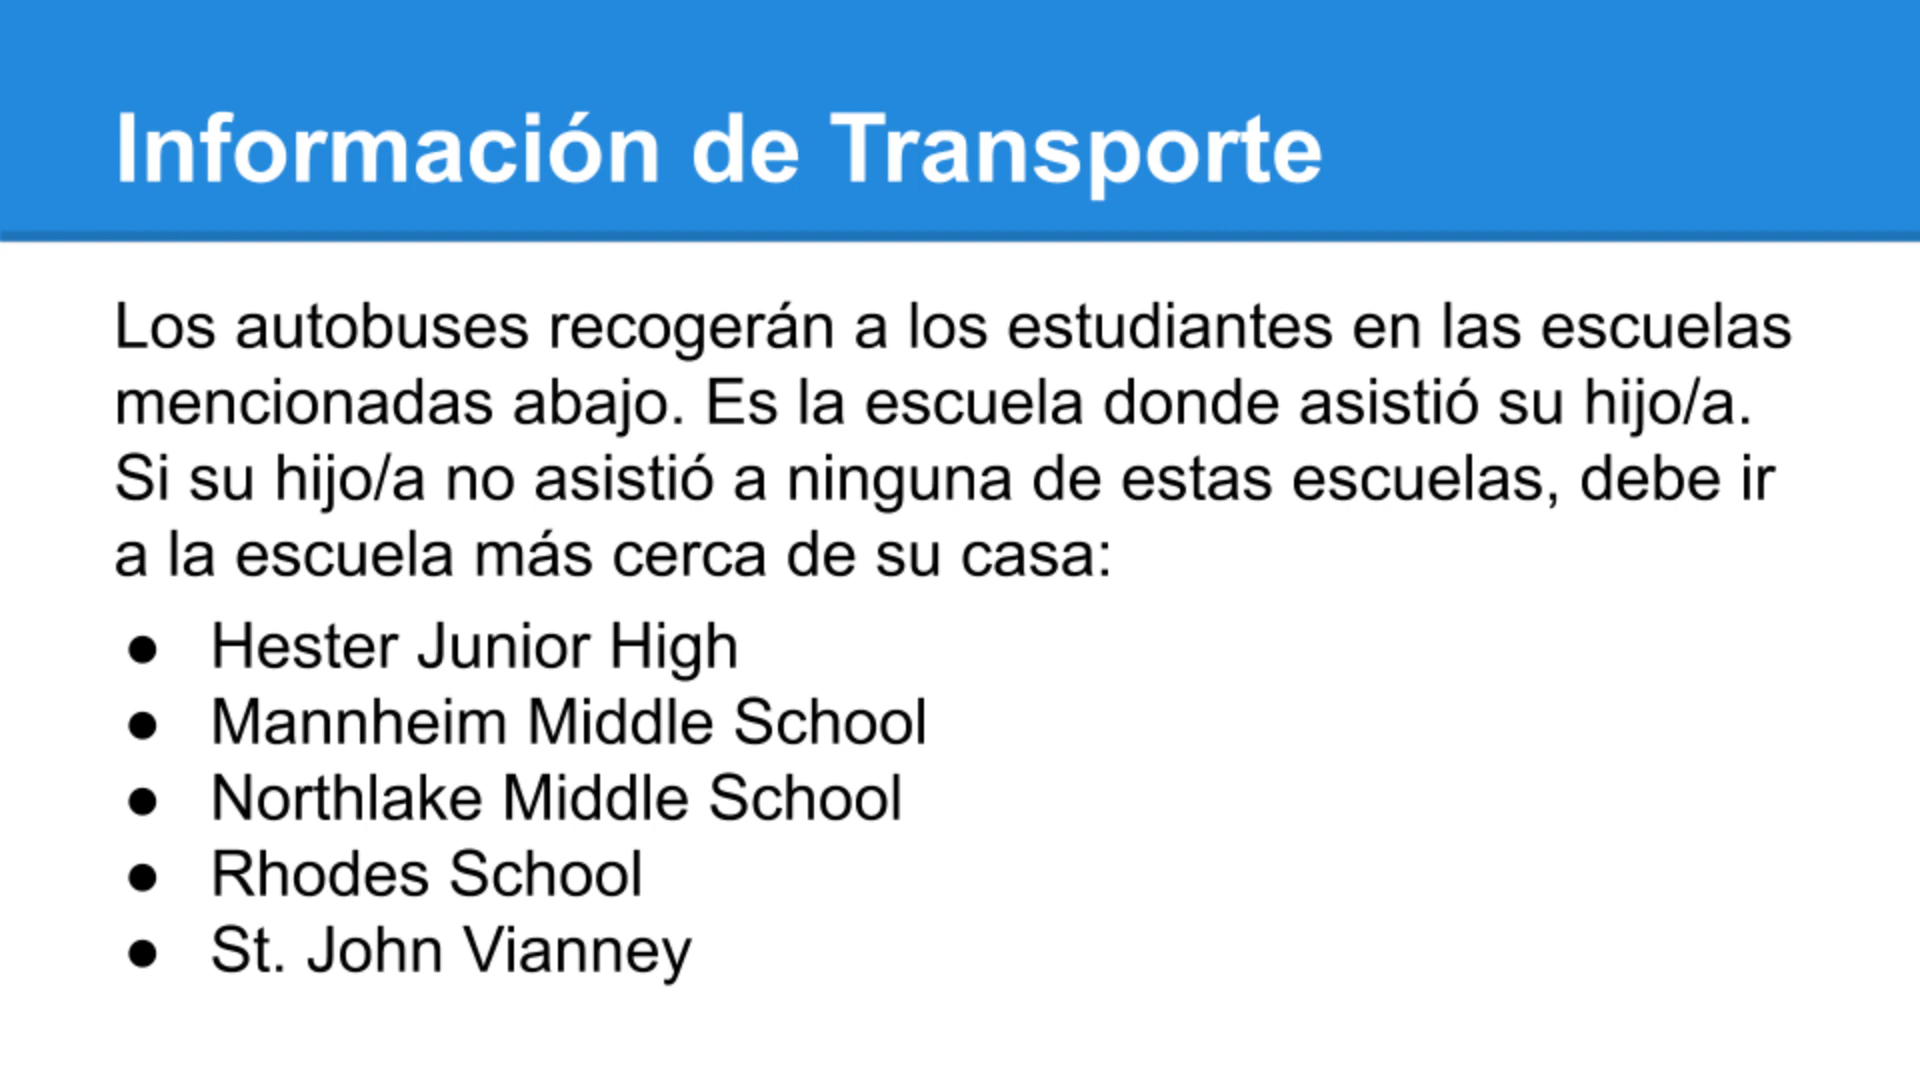 Información de Transporte
Los autobuses recogerán a los estudiantes en las escuelas
mencionadas abajo. Es la escuela donde asistió su hijo/a.
Si su hijo/a no asistió a ninguna de estas escuelas, debe ir
a la escuela más cerca de su casa:
● Hester Junior High
● Mannheim Middle School
● Northlake Middle School
● Rhodes School
● St. John Vianney